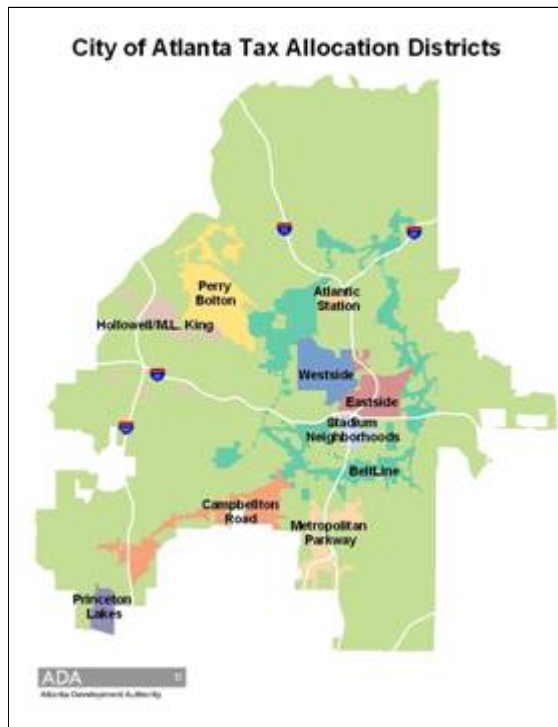 City of Atlanta Tax Allocation Districts
Perry
Bolton
Atlantic
Station
Hollowell/M.L. King
Westside
Eastside
Stadium
Neighborhoods
BeltLine
Campbellton
Road
Metropolitan
Parkway
Princeton
Lakes
ADA
Atlanta Development Authority